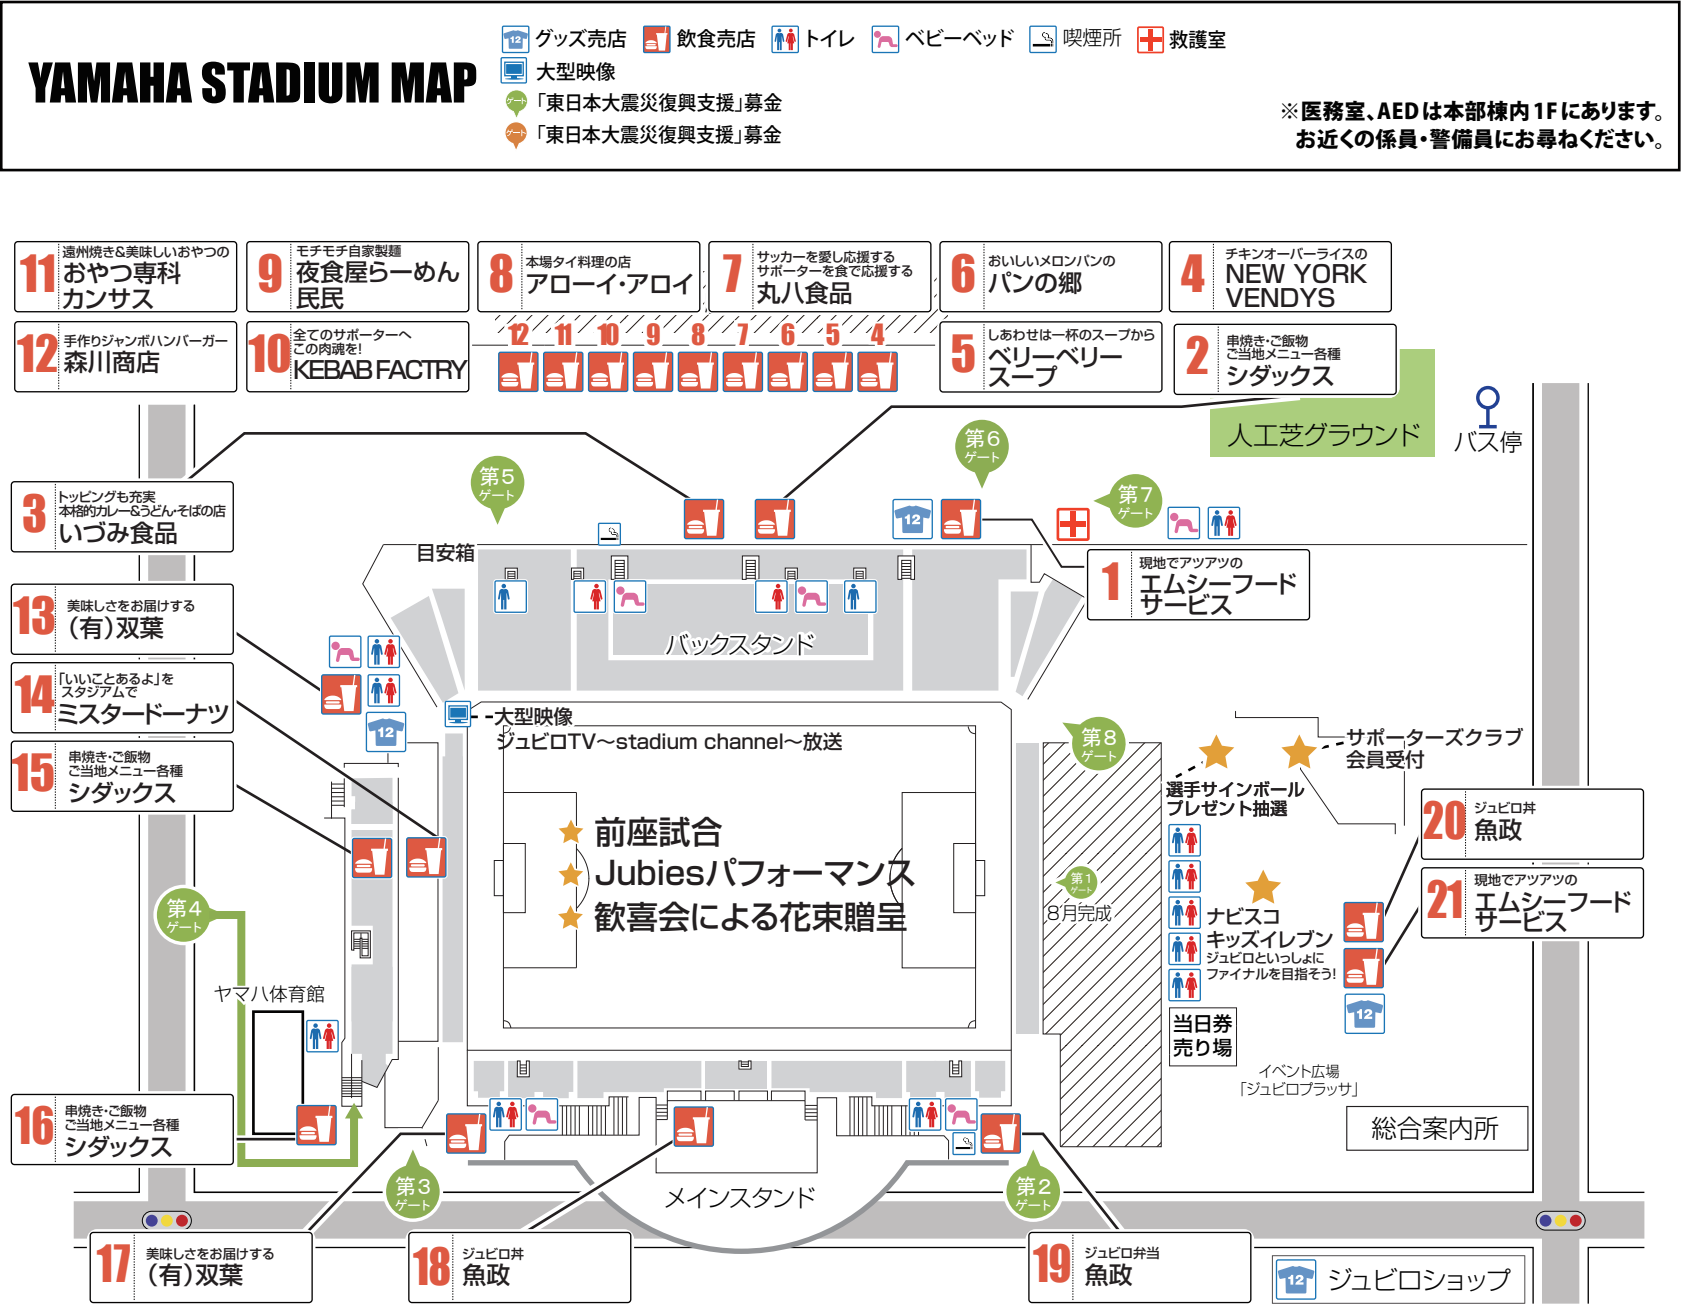 YAMAHA STADIUM MAP
12 グッズ売店 飲食売店 トイレ ベビーベッド 喫煙所 救護室
大型映像
ゲート 「東日本大震災復興支援」募金
ゲート 「東日本大震災復興支援」募金
※医務室、AEDは本部棟内1Fにあります。
お近くの係員・警備員にお尋ねください。
11 遠州焼き&美味しいおやつの
おやつ専科
カンサス
9 モチモチ自家製麺
夜食屋らーめん
民民
8 本場タイ料理の店
アローイ・アロイ
7 サッカーを愛し応援する
サポーターを食で応援する
丸八食品
6 おいしいメロンパンの
パンの郷
4 チキンオーバーライスの
NEW YORK
VENDYS
12 手作りジャンボハンバーガー
森川商店
10 全てのサポーターへ
この肉魂を!
KEBAB FACTRY
12 11 10 9 8 7 6 5 4
5 しあわせは一杯のスープから
ベリーベリー
スープ
2 串焼き・ご飯物
ご当地メニュー各種
シダックス
人工芝グラウンド
バス停
第5
ゲート
第6
ゲート
第7
ゲート
3 トッピングも充実
本格的カレー&うどん・そばの店
いづみ食品
12
目安箱
1 現地でアツアツの
エムシーフード
サービス
13 美味しさをお届けする
(有)双葉
バックスタンド
14 「いいことあるよ」を
スタジアムで
ミスタードーナツ
12
大型映像
ジュビロTV〜stadium channel〜放送
第8
ゲート
サポーターズクラブ
会員受付
15 串焼き・ご飯物
ご当地メニュー各種
シダックス
選手サインボール
プレゼント抽選
20 ジュビロ丼
魚政
前座試合
Jubiesパフォーマンス
歓喜会による花束贈呈
第1
ゲート
8月完成
21 現地でアツアツの
エムシーフード
サービス
第4
ゲート
ナビスコ
キッズイレブン
ジュビロといっしょに
ファイナルを目指そう!
ヤマハ体育館
12
当日券
売り場
イベント広場
「ジュビロプラッサ」
16 串焼き・ご飯物
ご当地メニュー各種
シダックス
総合案内所
第3
ゲート
メインスタンド
第2
ゲート
17 美味しさをお届けする
(有)双葉
18 ジュビロ丼
魚政
19 ジュビロ弁当
魚政
12 ジュビロショップ